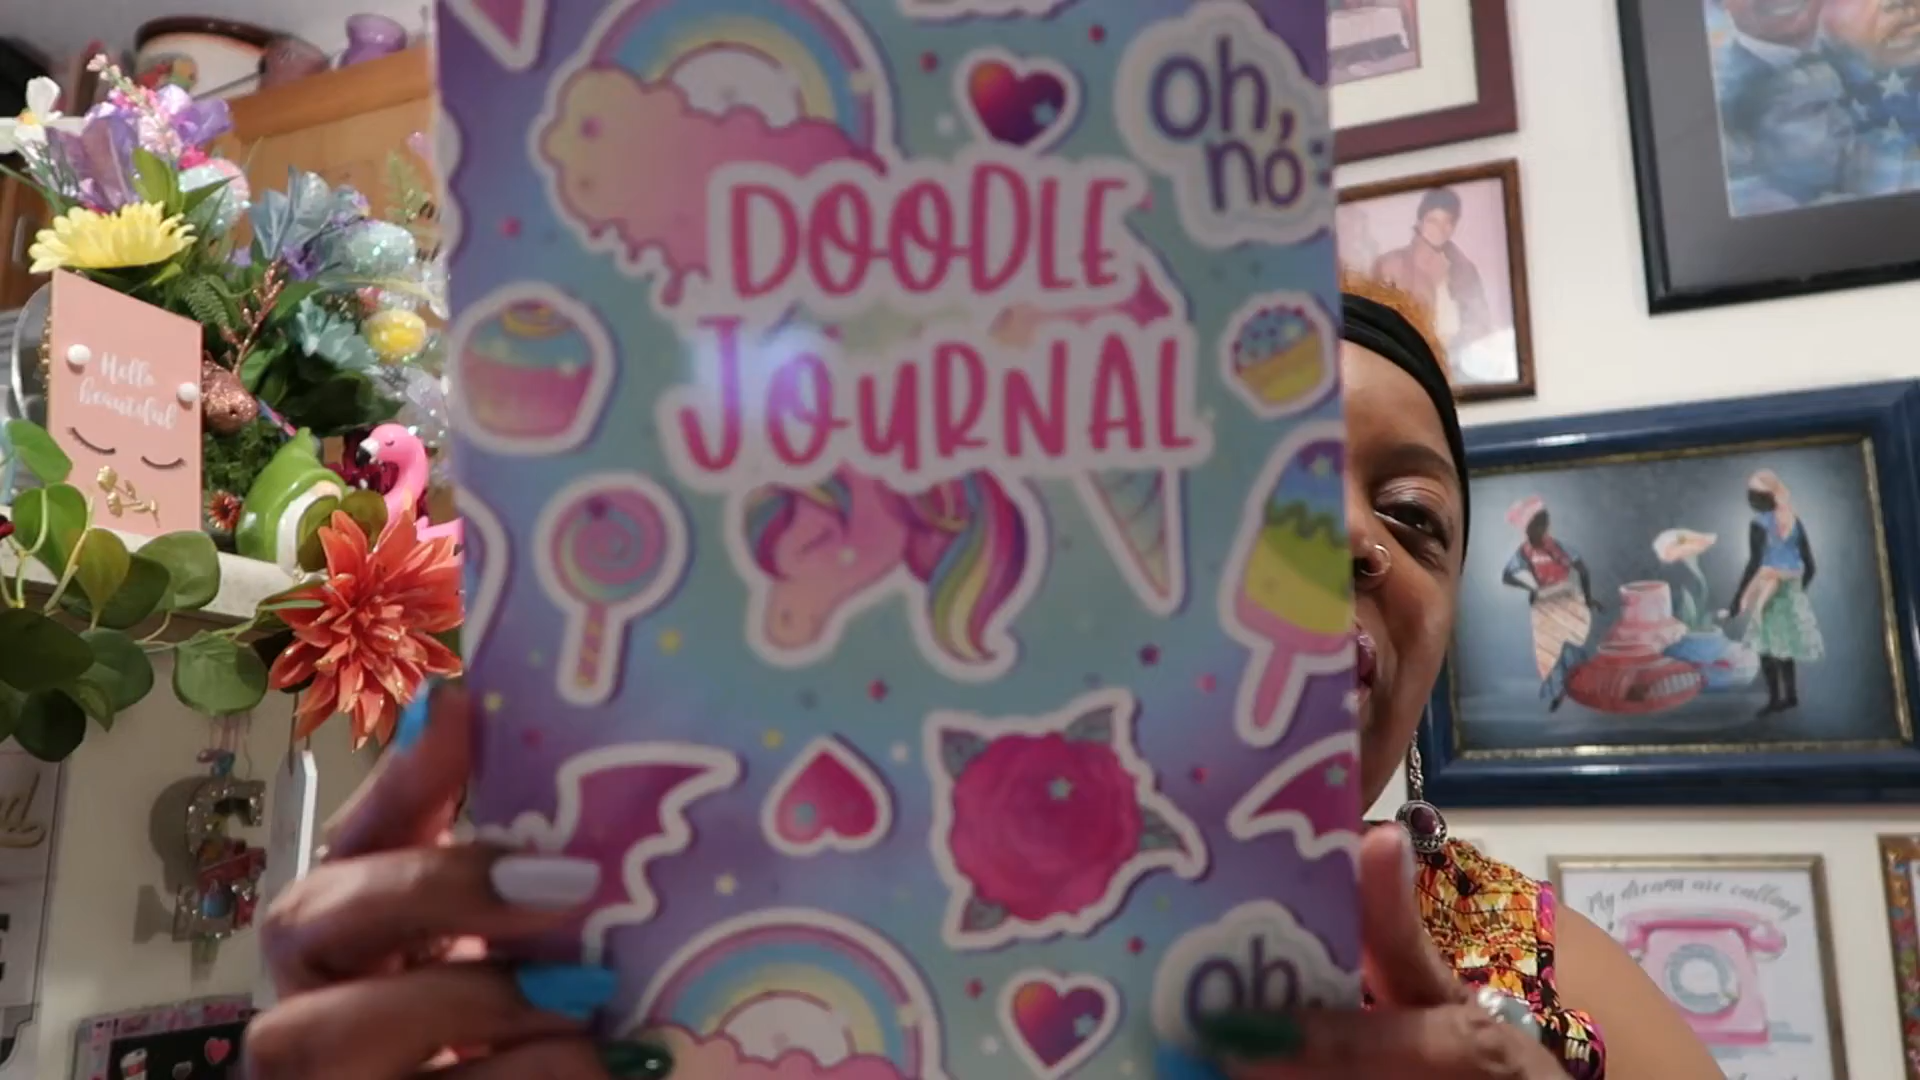 oh,
no
DOODLE
JOURNAL
Hello
beautiful
My dreams are calling
oh,